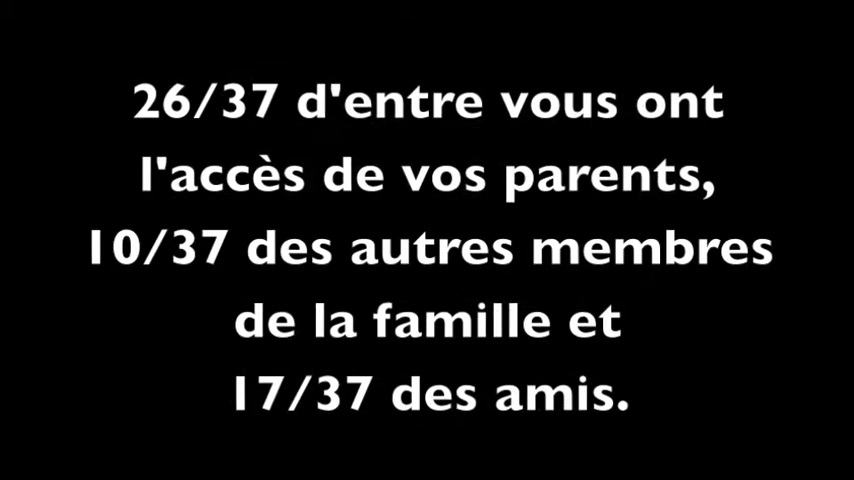 26/37 d'entre vous ont
l'accès de vos parents,
10/37 des autres membres
de la famille et
17/37 des amis.